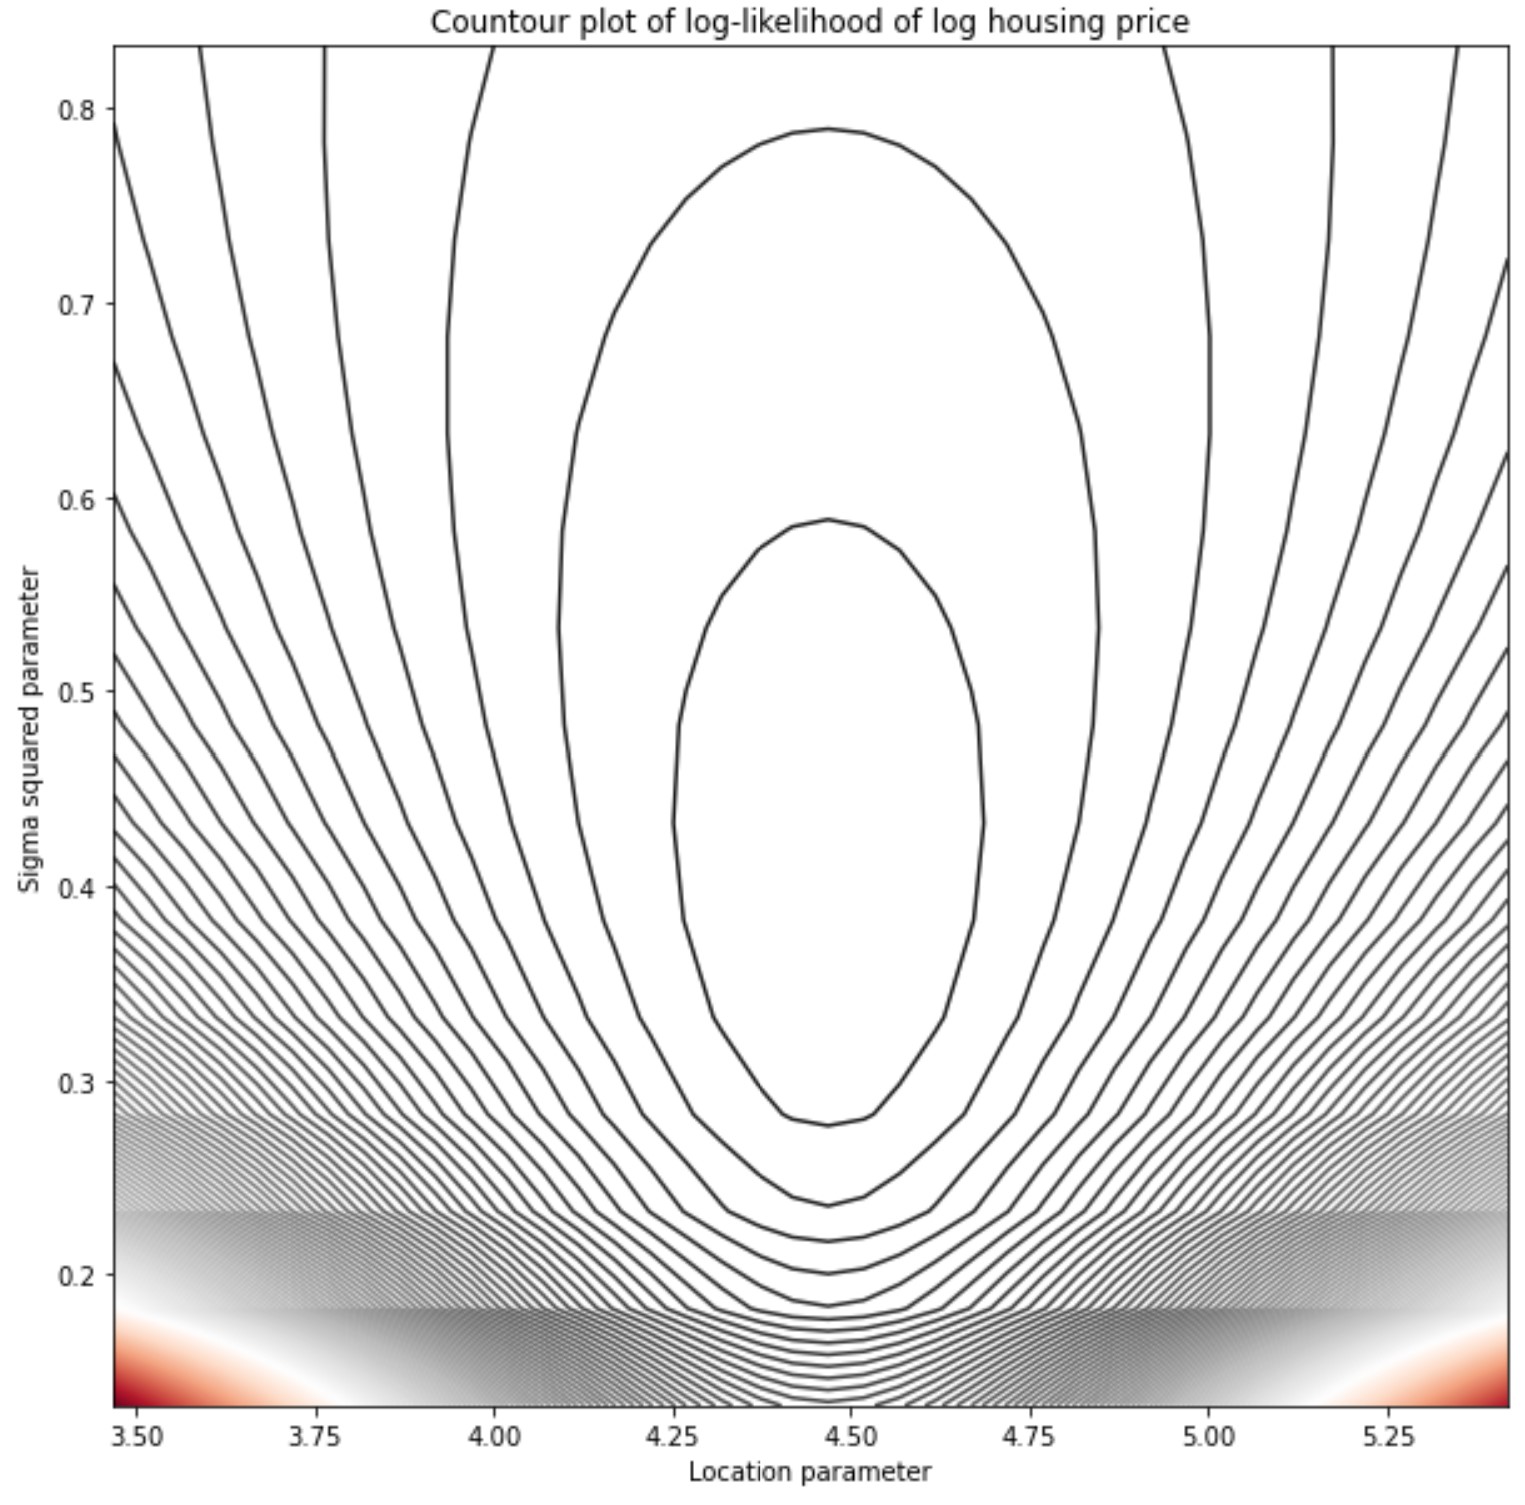 Countour plot of log-likelihood of log housing price
Sigma squared parameter
0.8
0.7
0.6
0.5
0.4
0.3
0.2
3.50 3.75 4.00 4.25 4.50 4.75 5.00 5.25
Location parameter